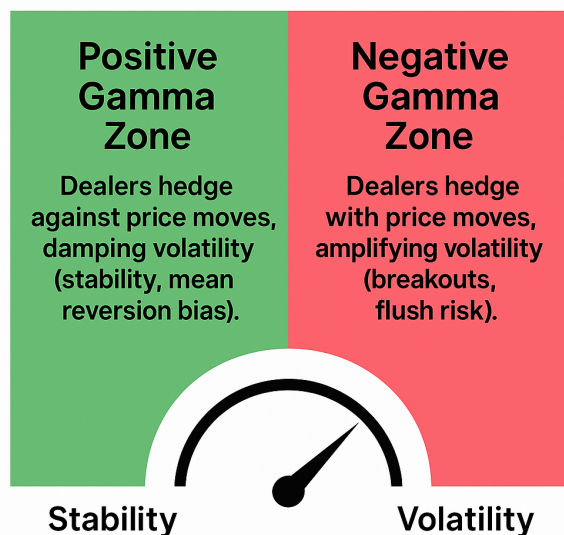 Positive
Gamma
Zone
Dealers hedge
against price moves,
damping volatility
(stability, mean
reversion bias).
Negative
Gamma
Zone
Dealers hedge
with price moves,
amplifying volatility
(breakouts,
flush risk).
Stability
Volatility